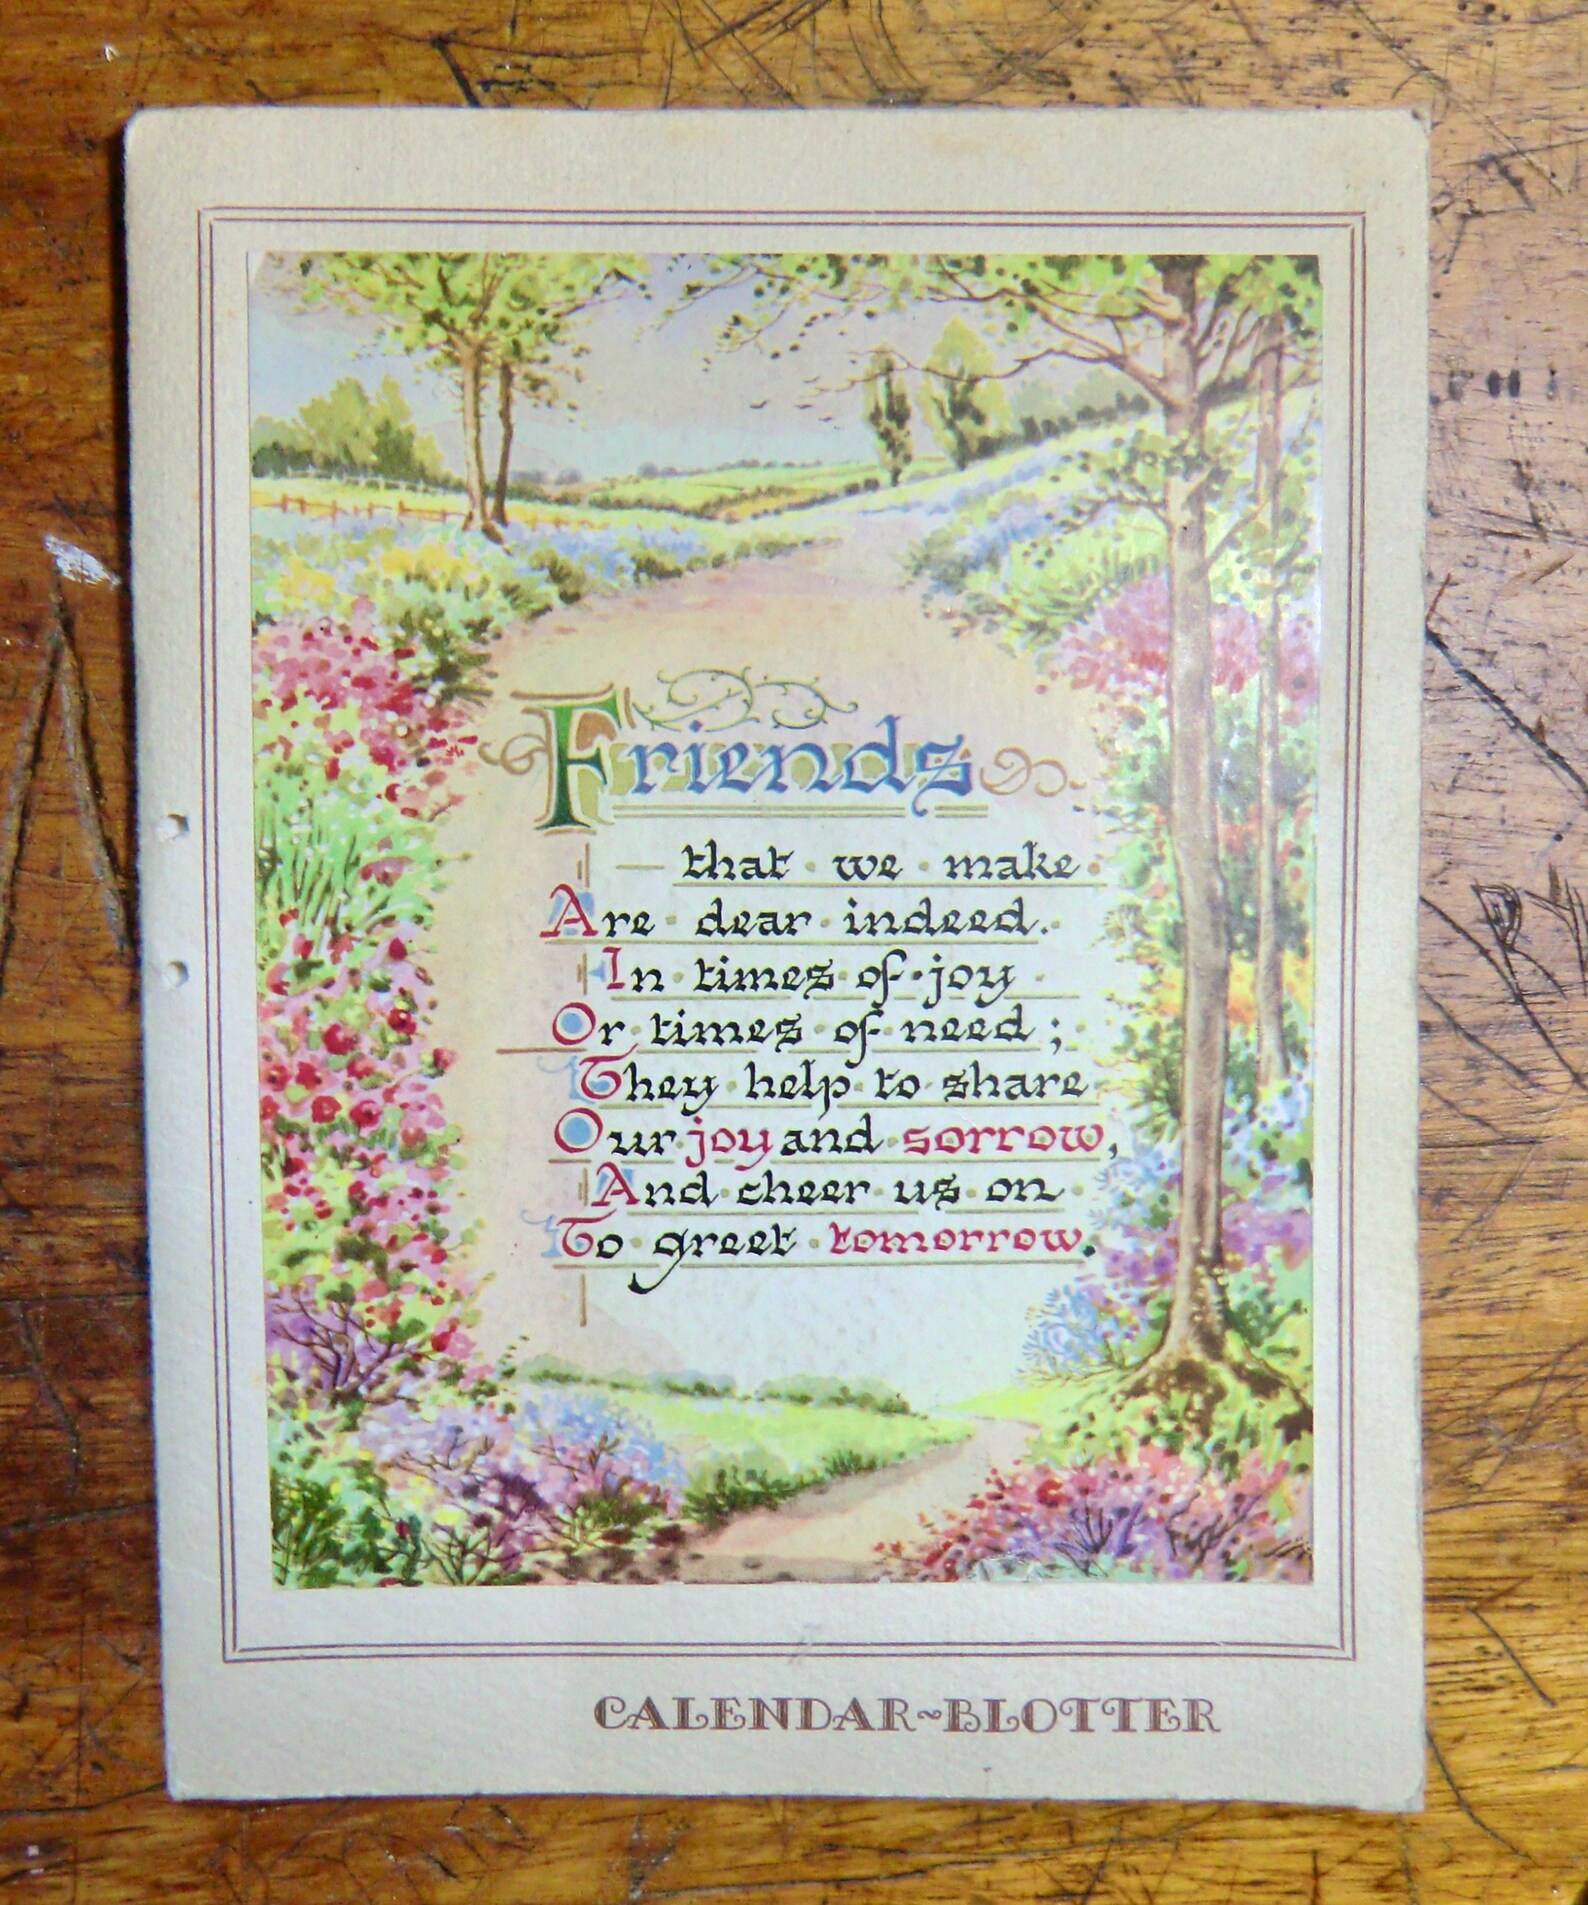 Friends
— that we make
Are dear indeed.
In times of joy
Or times of need;
They help to share
Our joy and sorrow,
And cheer us on
To greet tomorrow.
CALENDAR~BLOTTER